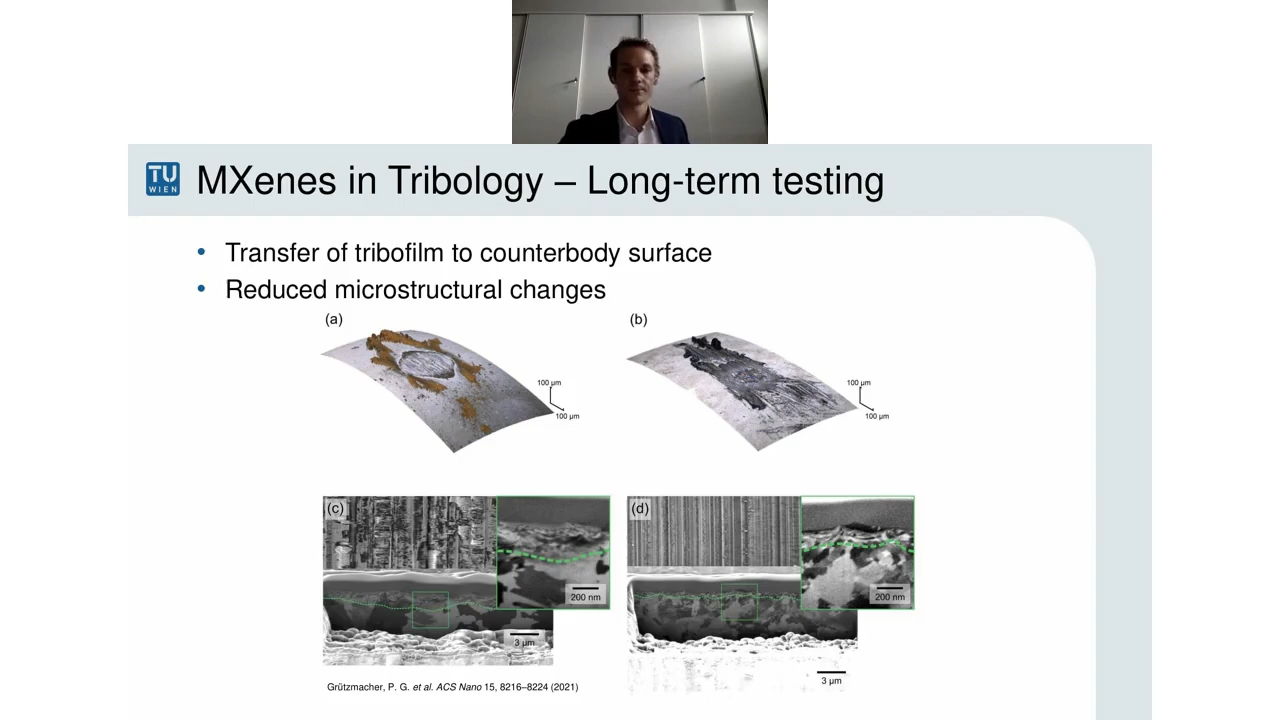 TU
WIEN
MXenes in Tribology – Long-term testing
• Transfer of tribofilm to counterbody surface
• Reduced microstructural changes
(a)
(b)
100 µm
100 µm
100 µm
100 µm
(c)
200 nm
3 µm
(d)
200 nm
3 µm
Grützmacher, P. G. et al. ACS Nano 15, 8216–8224 (2021)